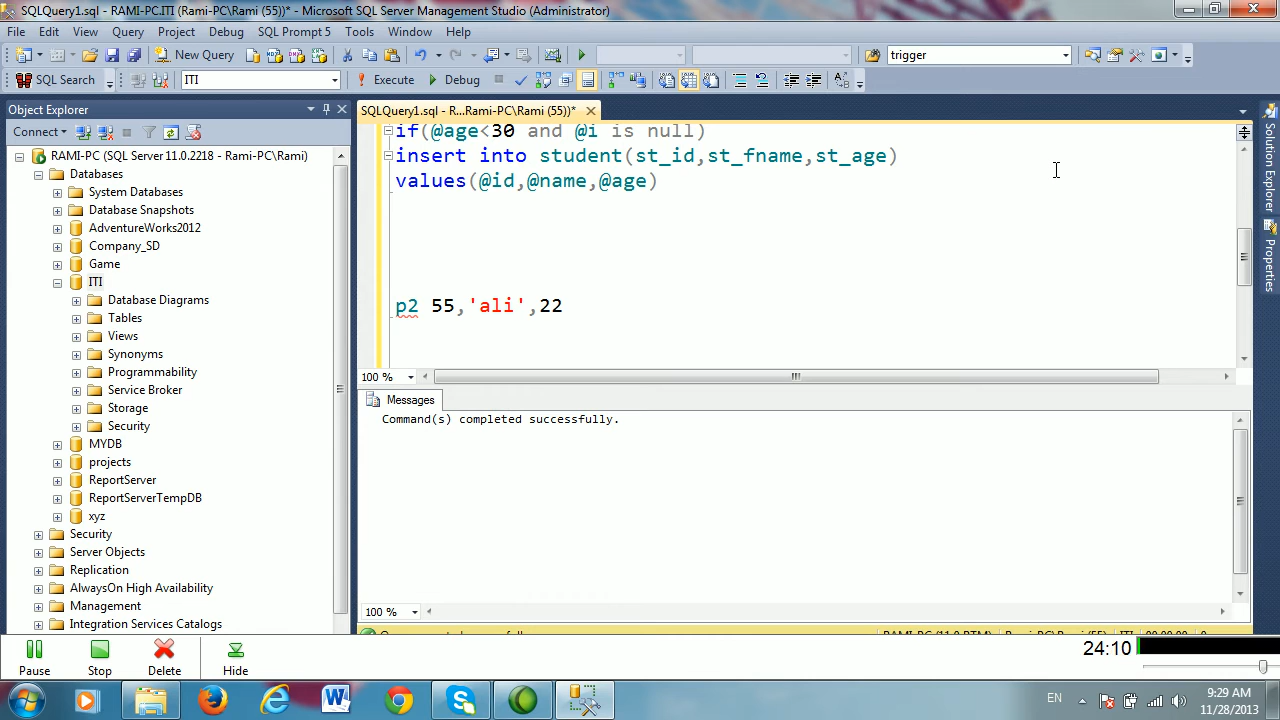 SQLQuery1.sql - RAMI-PC.ITI (Rami-PC\Rami (55))* - Microsoft SQL Server Management Studio (Administrator)
File Edit View Query Project Debug SQL Prompt 5 Tools Window Help
New Query trigger
SQL Search ITI Execute Debug
Object Explorer
SQLQuery1.sql - R...Rami-PC\Rami (55))*
Connect
RAMI-PC (SQL Server 11.0.2218 - Rami-PC\Rami)
Databases
System Databases
Database Snapshots
AdventureWorks2012
Company_SD
Game
ITI
Database Diagrams
Tables
Views
Synonyms
Programmability
Service Broker
Storage
Security
MYDB
projects
ReportServer
ReportServerTempDB
xyz
Security
Server Objects
Replication
AlwaysOn High Availability
Management
Integration Services Catalogs
if(@age<30 and @i is null)
insert into student(st_id,st_fname,st_age)
values(@id,@name,@age)
p2 55,'ali',22
100 %
Messages
Command(s) completed successfully.
100 %
Solution Explorer
Properties
Pause Stop Delete Hide
24:10
EN
9:29 AM
11/28/2013